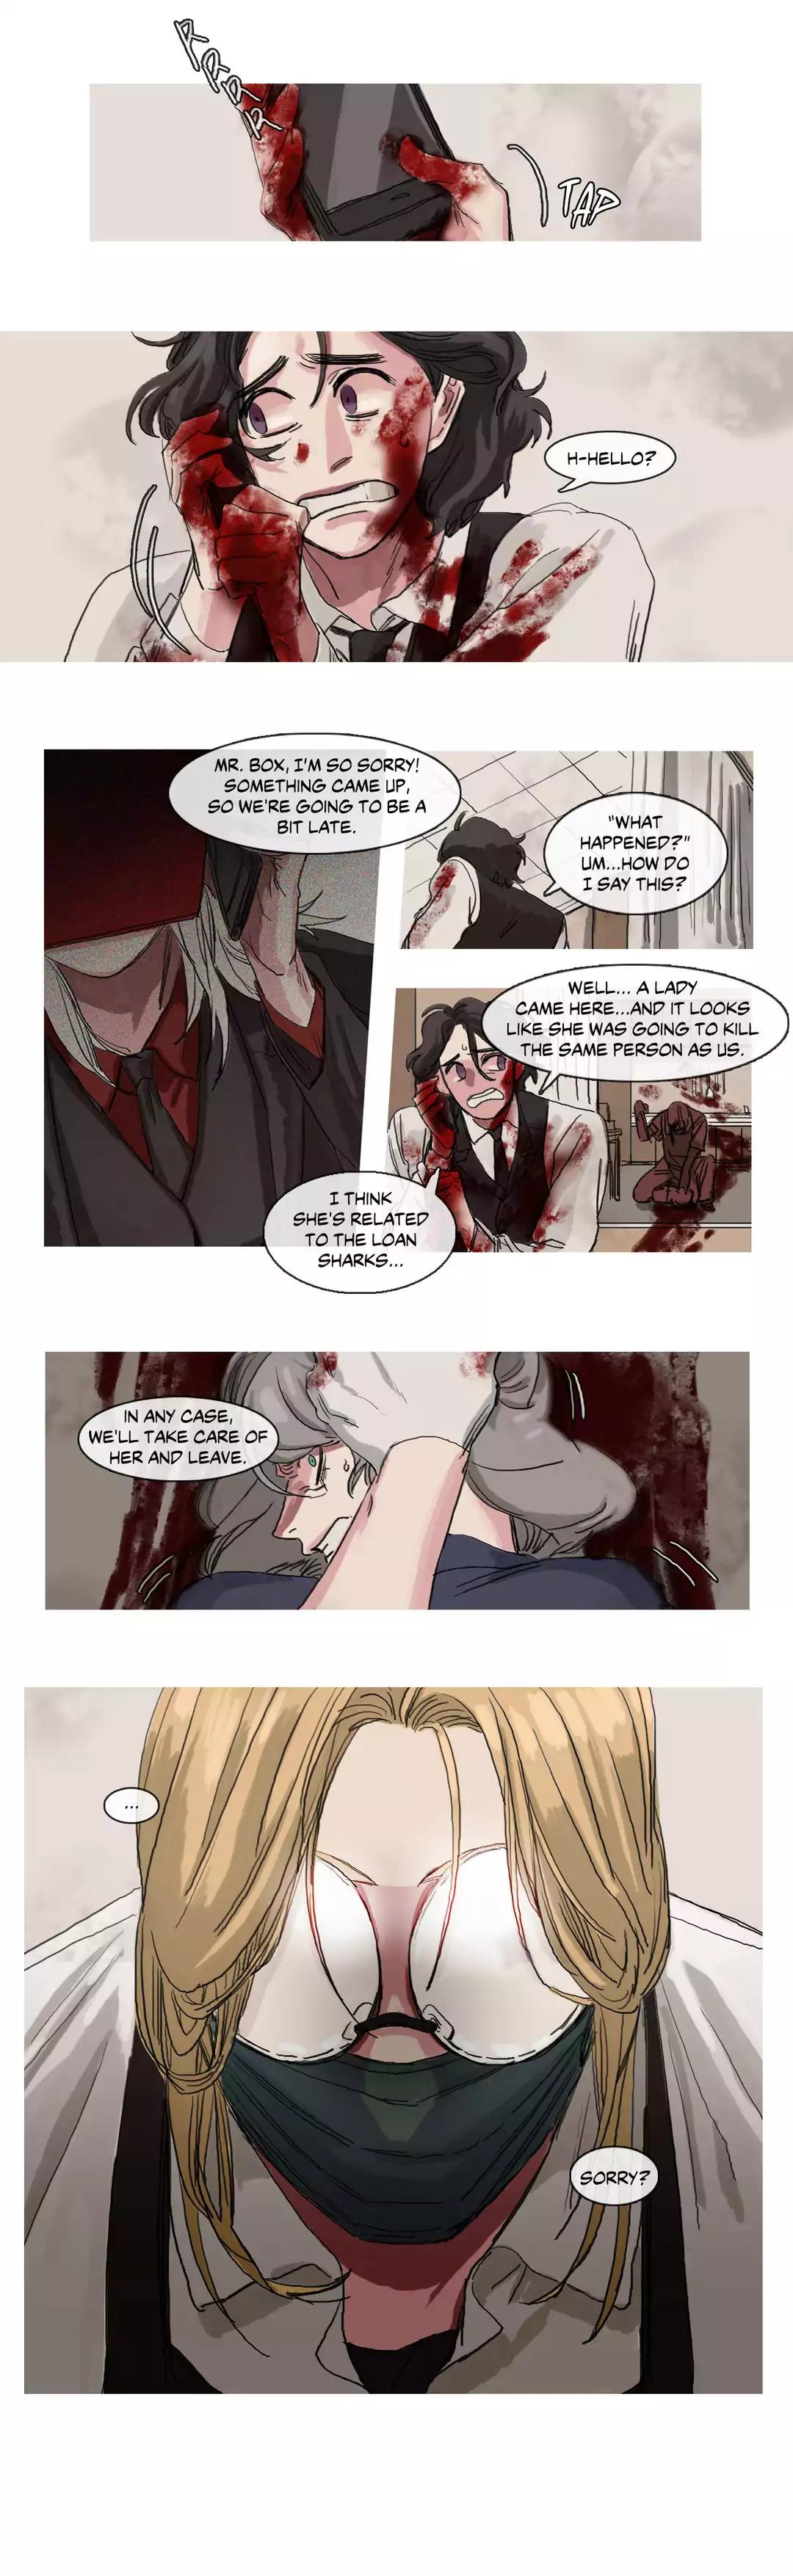 RRRR
TAP
H-HELLO?
MR. BOX, I'M SO SORRY!
SOMETHING CAME UP,
SO WE'RE GOING TO BE A
BIT LATE.
"WHAT
HAPPENED?"
UM...HOW DO
I SAY THIS?
WELL... A LADY
CAME HERE...AND IT LOOKS
LIKE SHE WAS GOING TO KILL
THE SAME PERSON AS US.
I THINK
SHE'S RELATED
TO THE LOAN
SHARKS...
IN ANY CASE,
WE'LL TAKE CARE OF
HER AND LEAVE.
...
SORRY?